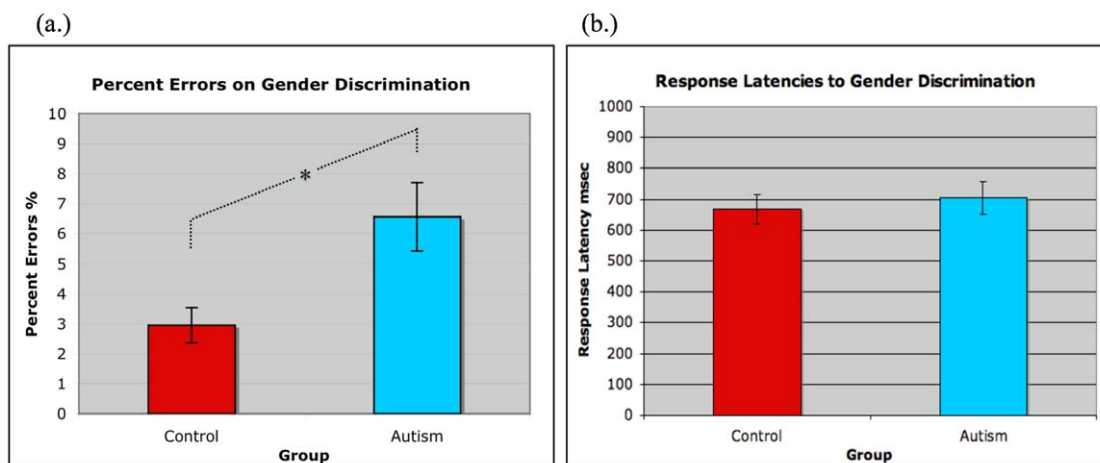 (a.)
Percent Errors on Gender Discrimination
Percent Errors %
10
9
8
7
6
5
4
3
2
1
0
*
Control
Autism
Group
(b.)
Response Latencies to Gender Discrimination
Response Latency msec
1000
900
800
700
600
500
400
300
200
100
0
Control
Autism
Group